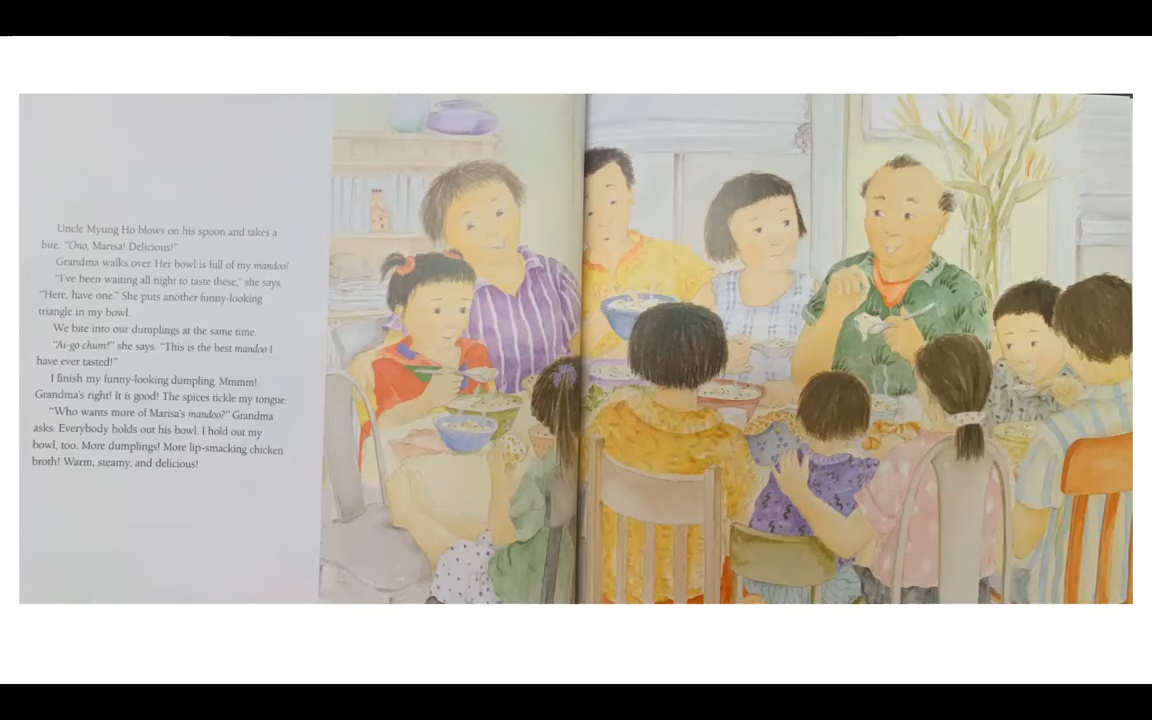 Uncle Myung Ho blows on his spoon and takes a
bite. "Ono, Marisa! Delicious!"
Grandma walks over. Her bowl is full of my mandoo!
"I've been waiting all night to taste these," she says.
"Here, have one." She puts another funny-looking
triangle in my bowl.
We bite into our dumplings at the same time.
"Ai-go chum!" she says. "This is the best mandoo I
have ever tasted!"
I finish my funny-looking dumpling. Mmmm!
Grandma's right! It is good! The spices tickle my tongue.
"Who wants more of Marisa's mandoo?" Grandma
asks. Everybody holds out his bowl. I hold out my
bowl, too. More dumplings! More lip-smacking chicken
broth! Warm, steamy, and delicious!